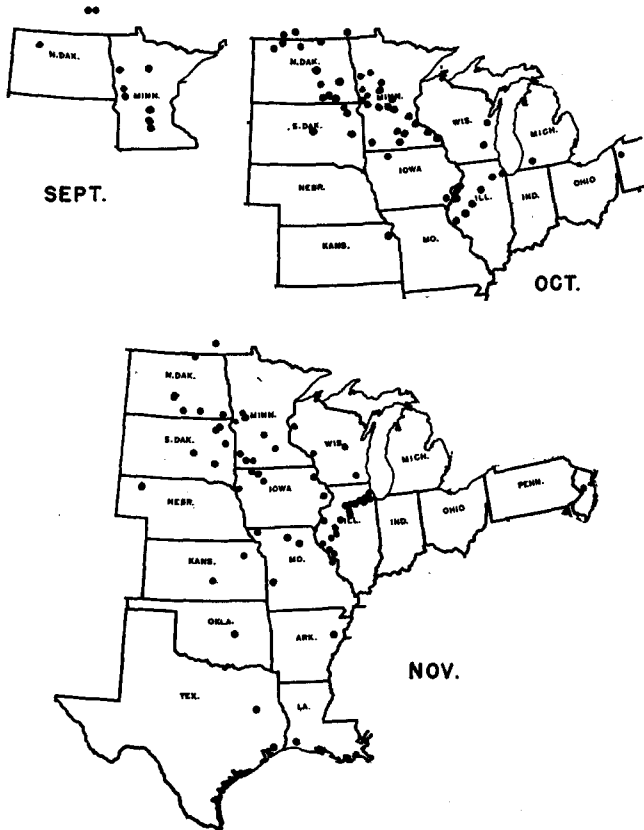 N.DAK.
MINN.
SEPT.
N.DAK.
MINN.
S.DAK.
WIS.
MICH.
IOWA
NEBR.
ILL.
IND.
OHIO
KANS.
MO.
OCT.
N.DAK.
MINN.
S.DAK.
WIS.
MICH.
NEBR.
IOWA
PENN.
ILL.
IND.
OHIO
KANS.
MO.
OKLA.
ARK.
NOV.
TEX.
LA.